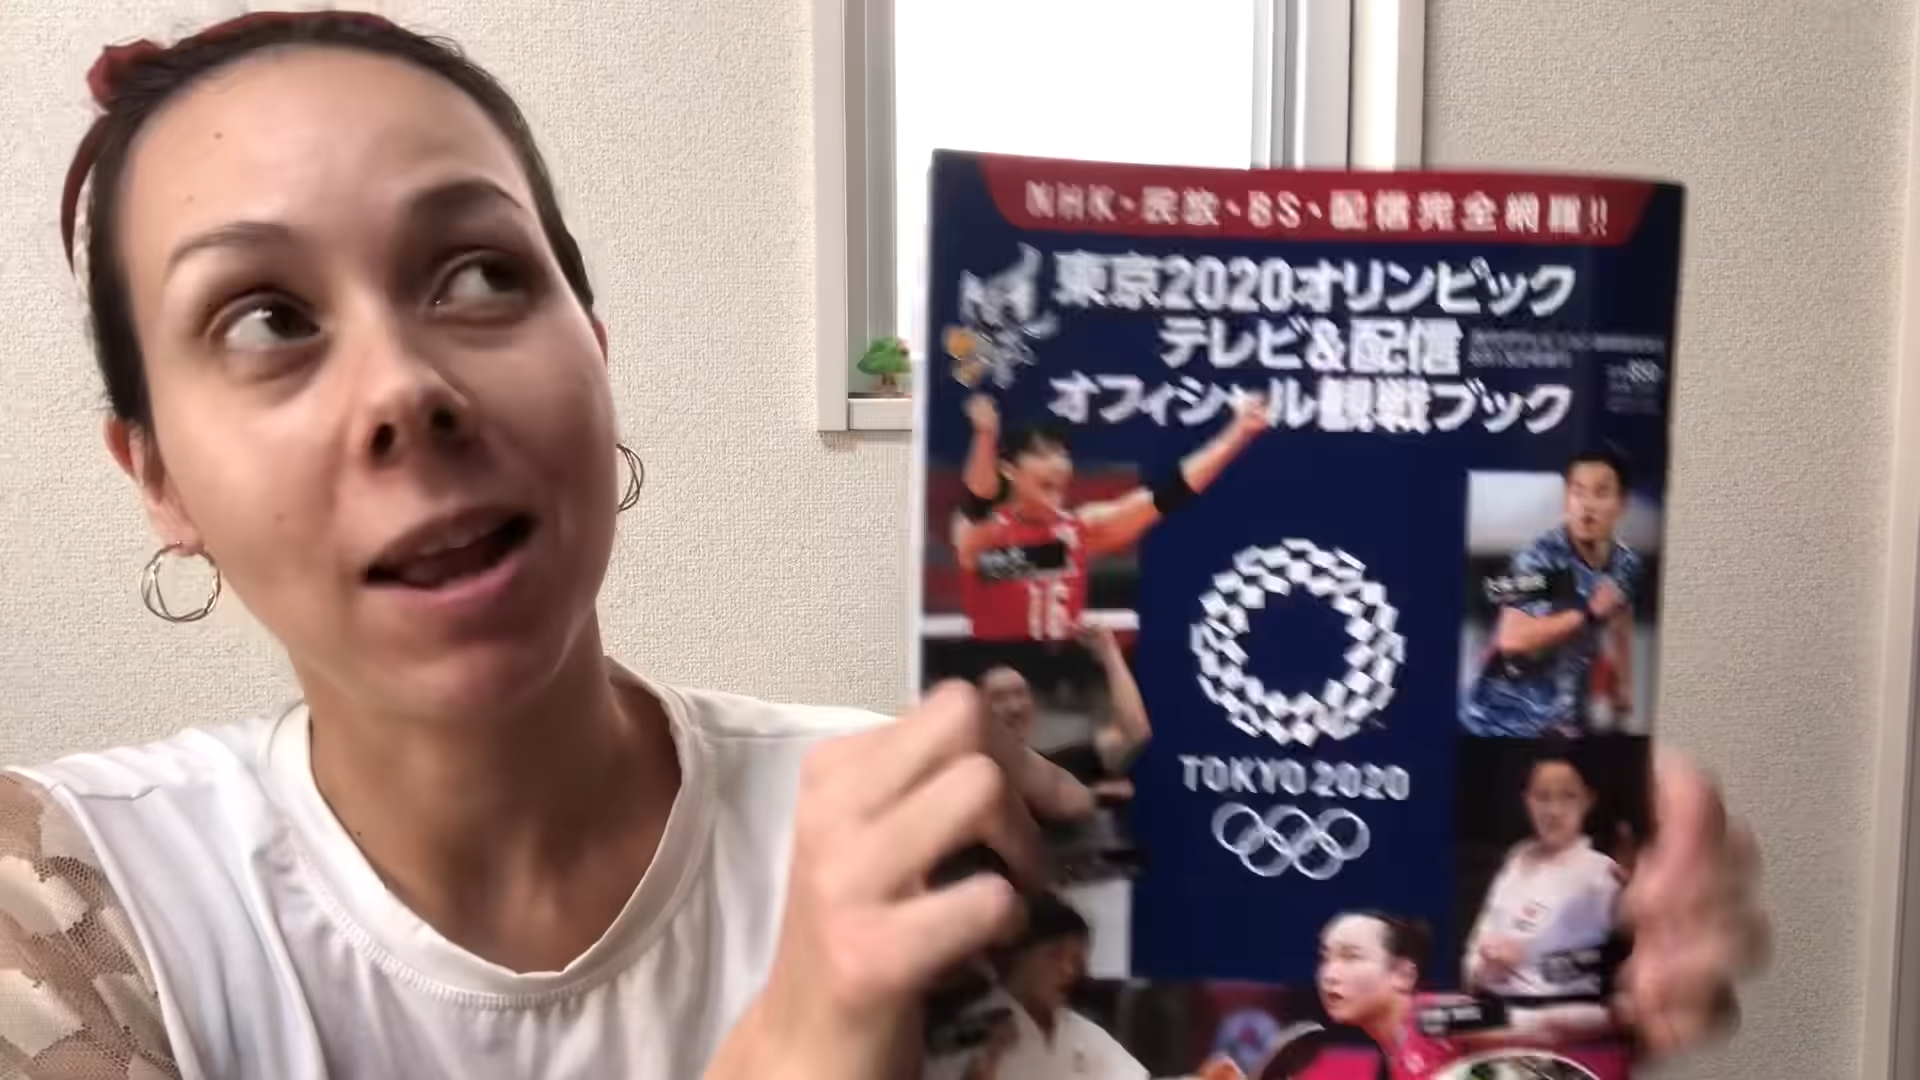 NHK、民放、BS、配信完全網羅!!
東京2020オリンピック
テレビ&配信
オフィシャル観戦ブック
16
TOKYO 2020